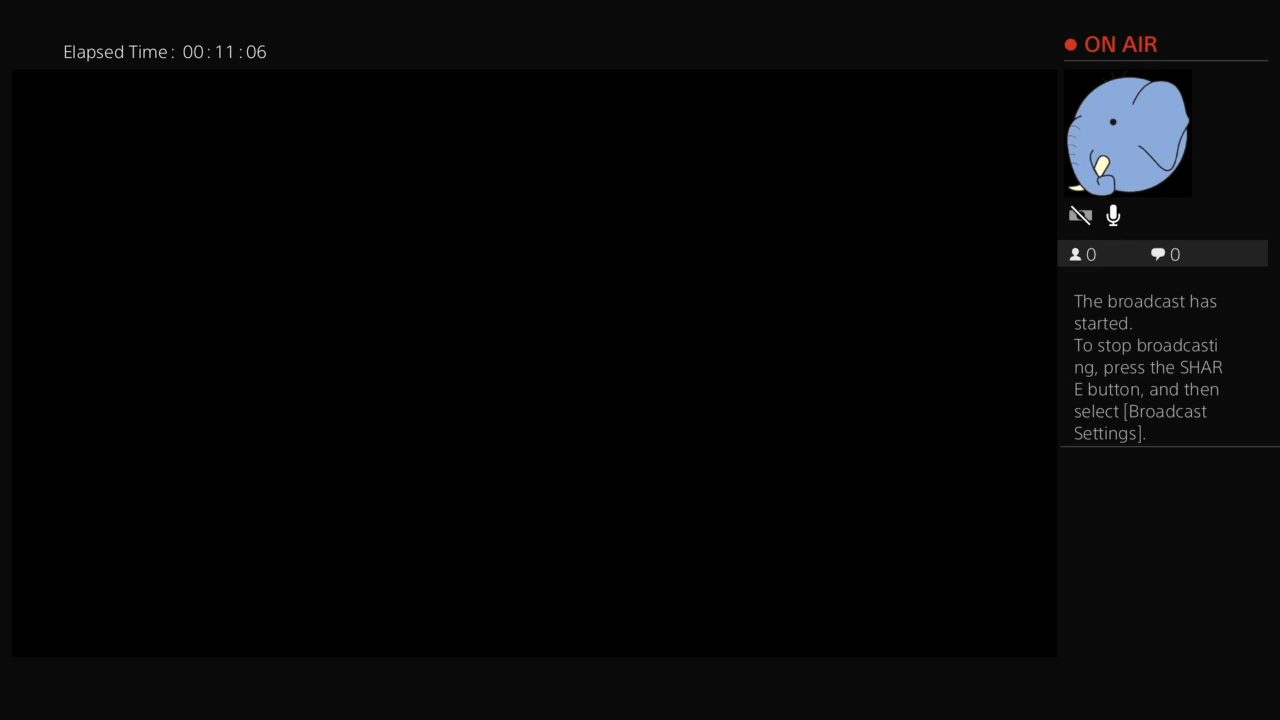 Elapsed Time: 00:11:06
ON AIR
0 0
The broadcast has
started.
To stop broadcasti
ng, press the SHAR
E button, and then
select [Broadcast
Settings].